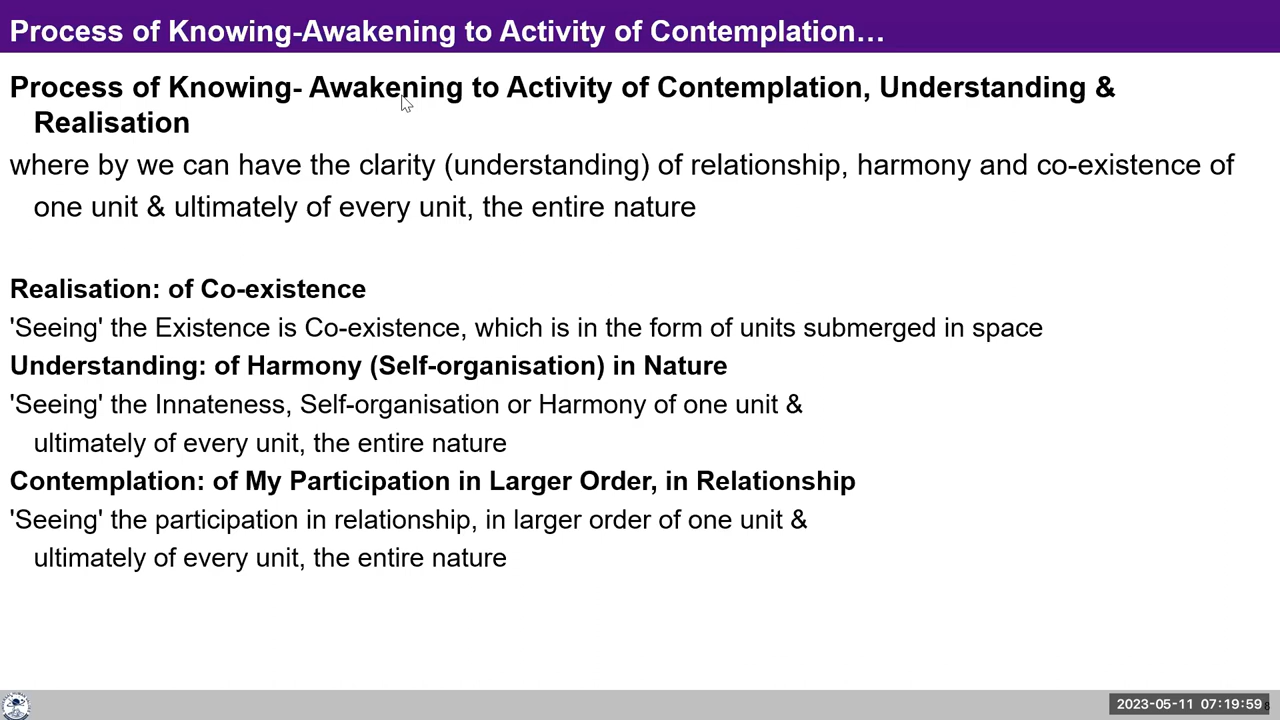 Process of Knowing-Awakening to Activity of Contemplation…
Process of Knowing- Awakening to Activity of Contemplation, Understanding &
Realisation
where by we can have the clarity (understanding) of relationship, harmony and co-existence of
one unit & ultimately of every unit, the entire nature
Realisation: of Co-existence
'Seeing' the Existence is Co-existence, which is in the form of units submerged in space
Understanding: of Harmony (Self-organisation) in Nature
'Seeing' the Innateness, Self-organisation or Harmony of one unit &
ultimately of every unit, the entire nature
Contemplation: of My Participation in Larger Order, in Relationship
'Seeing' the participation in relationship, in larger order of one unit &
ultimately of every unit, the entire nature
2023-05-11 07:19:59
8